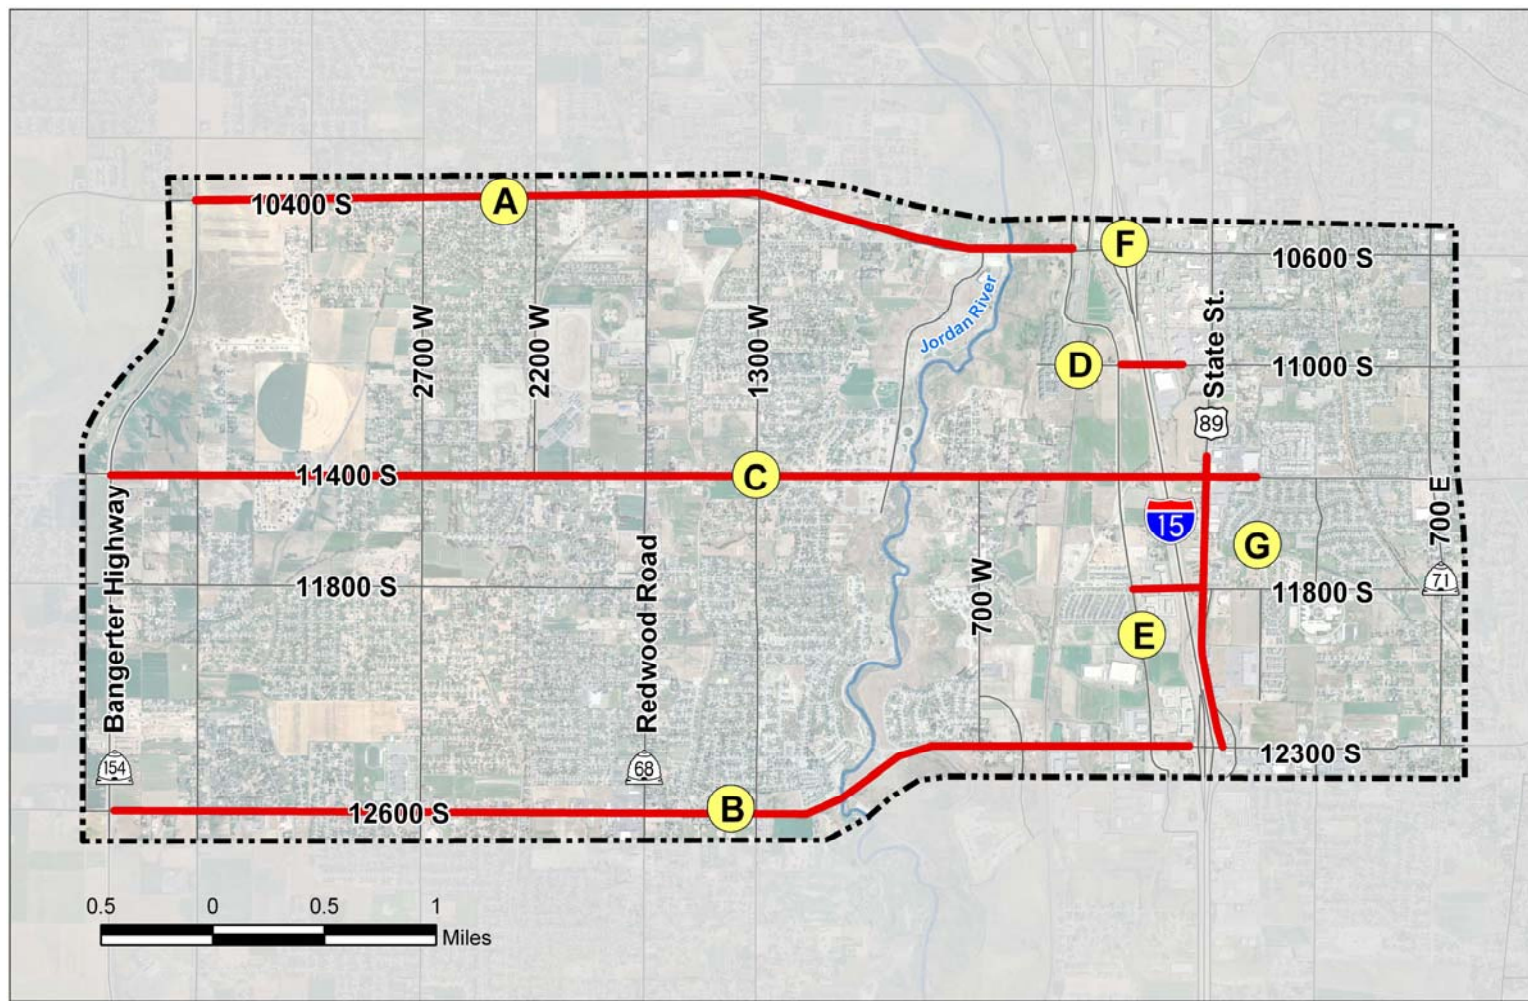 A
10400 S
F
10600 S
Jordan River
2700 W
2200 W
1300 W
State St.
D
11000 S
89
11400 S
C
15
G
700 E
Bangerter Highway
11800 S
Redwood Road
700 W
11800 S
71
E
154
68
12300 S
12600 S
B
0.5 0 0.5 1
Miles